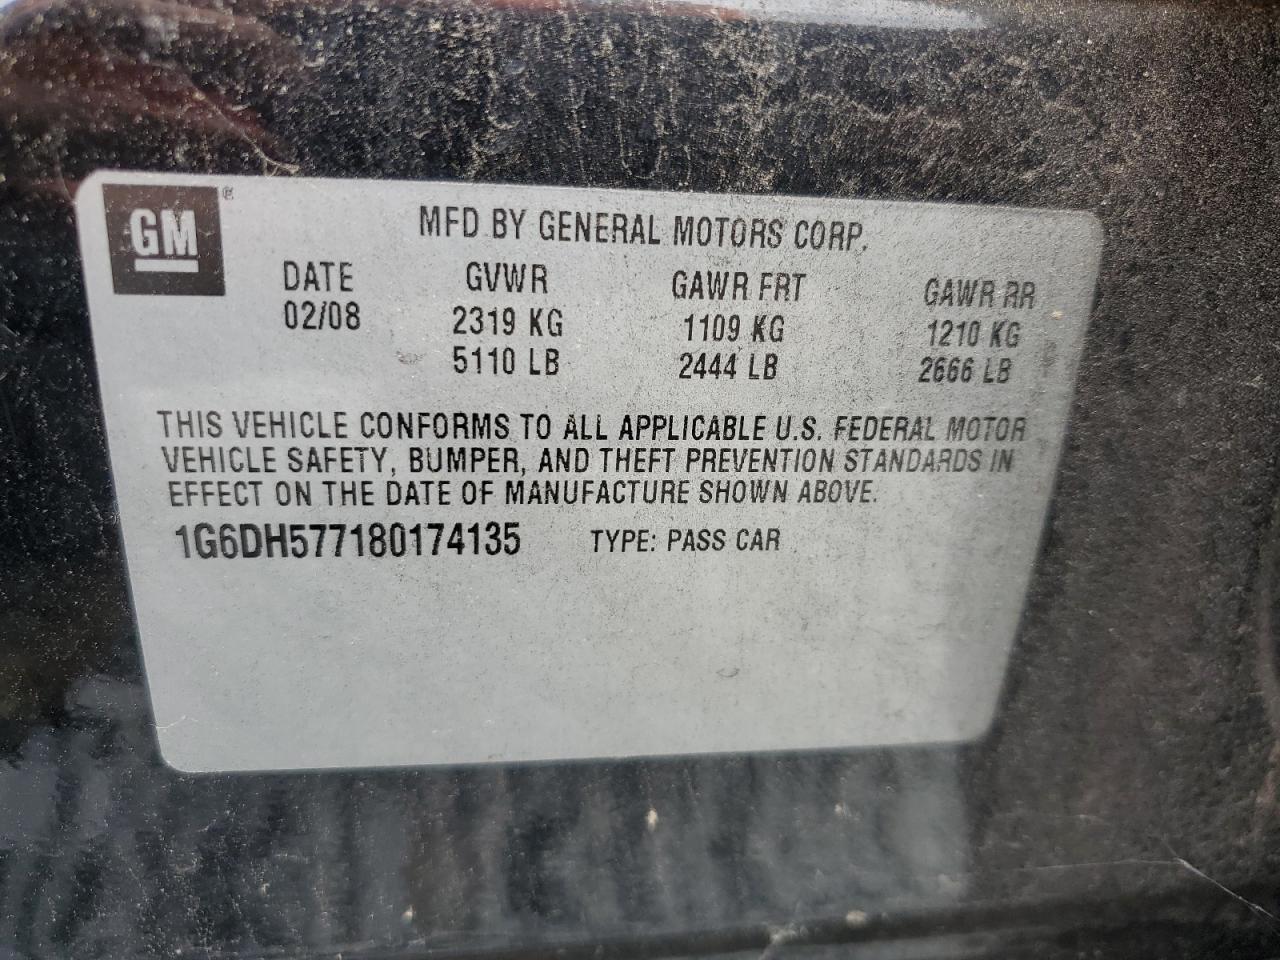 GM ®
MFD BY GENERAL MOTORS CORP.
DATE GVWR GAWR FRT GAWR RR
02/08 2319 KG 1109 KG 1210 KG
5110 LB 2444 LB 2666 LB
THIS VEHICLE CONFORMS TO ALL APPLICABLE U.S. FEDERAL MOTOR
VEHICLE SAFETY, BUMPER, AND THEFT PREVENTION STANDARDS IN
EFFECT ON THE DATE OF MANUFACTURE SHOWN ABOVE.
1G6DH577180174135 TYPE: PASS CAR